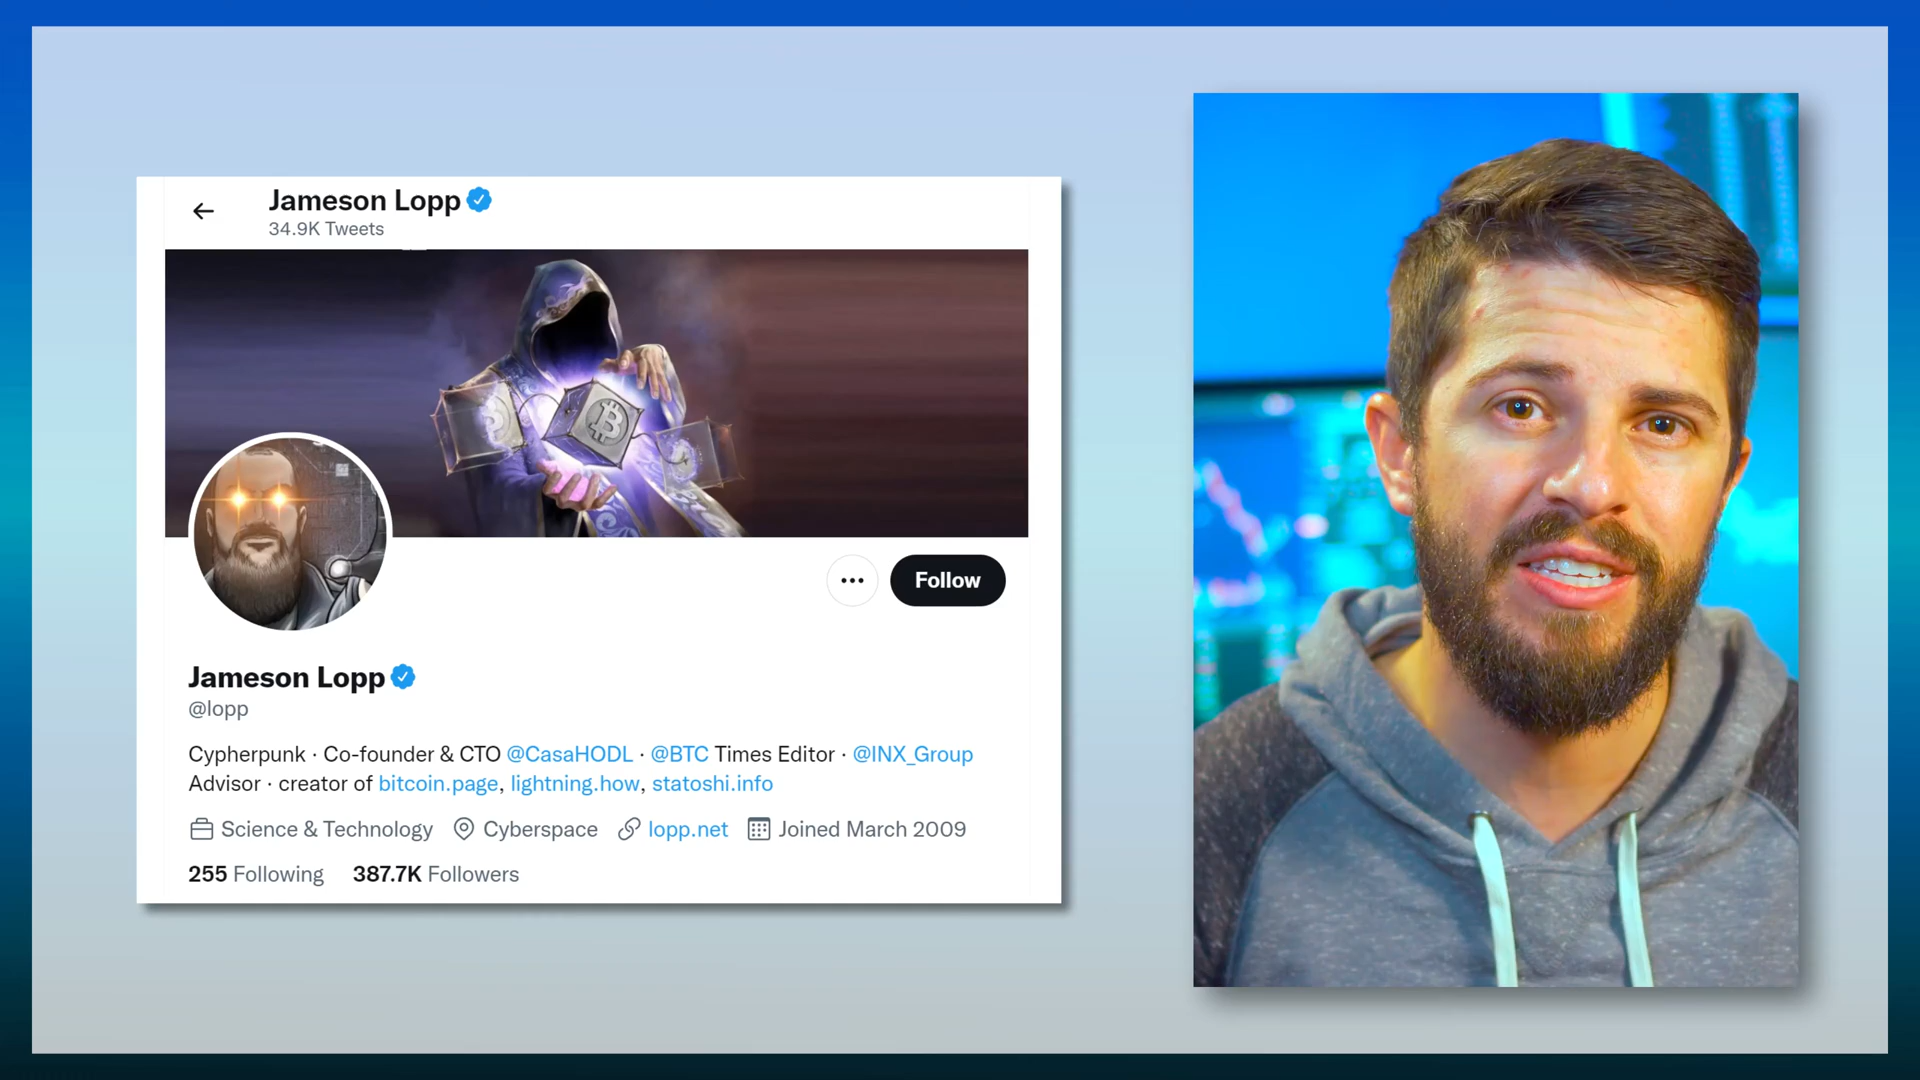 Jameson Lopp
34.9K Tweets
Follow
Jameson Lopp
@lopp
Cypherpunk · Co-founder & CTO @CasaHODL · @BTC Times Editor · @INX_Group
Advisor · creator of bitcoin.page, lightning.how, statoshi.info
Science & Technology Cyberspace lopp.net Joined March 2009
255 Following 387.7K Followers